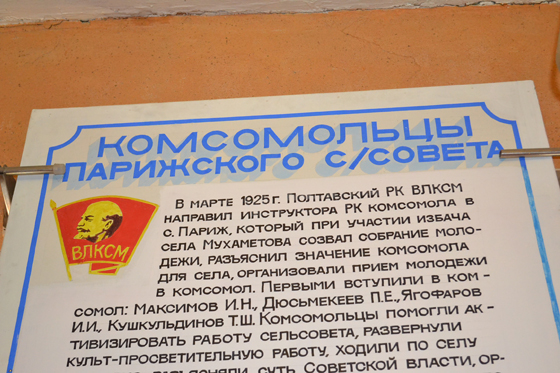 КОМСОМОЛЬЦЫ
ПАРИЖСКОГО С/СОВЕТА
ВЛКСМ
В МАРТЕ 1925 г. ПОЛТАВСКИЙ РК ВЛКСМ
НАПРАВИЛ ИНСТРУКТОРА РК КОМСОМОЛА В
С. ПАРИЖ, КОТОРЫЙ ПРИ УЧАСТИИ ИЗБАЧА
СЕЛА МУХАМЕТОВА СОЗВАЛ СОБРАНИЕ МОЛО-
ДЕЖИ, РАЗЪЯСНИЛ ЗНАЧЕНИЕ КОМСОМОЛА
ДЛЯ СЕЛА, ОРГАНИЗОВАЛИ ПРИЕМ МОЛОДЕЖИ
В КОМСОМОЛ. ПЕРВЫМИ ВСТУПИЛИ В КОМ-
СОМОЛ: МАКСИМОВ И.Н., ДЮСЬМЕКЕЕВ П.Е., ЯГОФАРОВ
И.И., КУШКУЛЬДИНОВ Т.Ш. КОМСОМОЛЬЦЫ ПОМОГЛИ АК-
ТИВИЗИРОВАТЬ РАБОТУ СЕЛЬСОВЕТА, РАЗВЕРНУЛИ
КУЛЬТ-ПРОСВЕТИТЕЛЬНУЮ РАБОТУ, ХОДИЛИ ПО СЕЛУ
РАЗЪЯСНЯЛИ СУТЬ СОВЕТСКОЙ ВЛАСТИ, ОР-